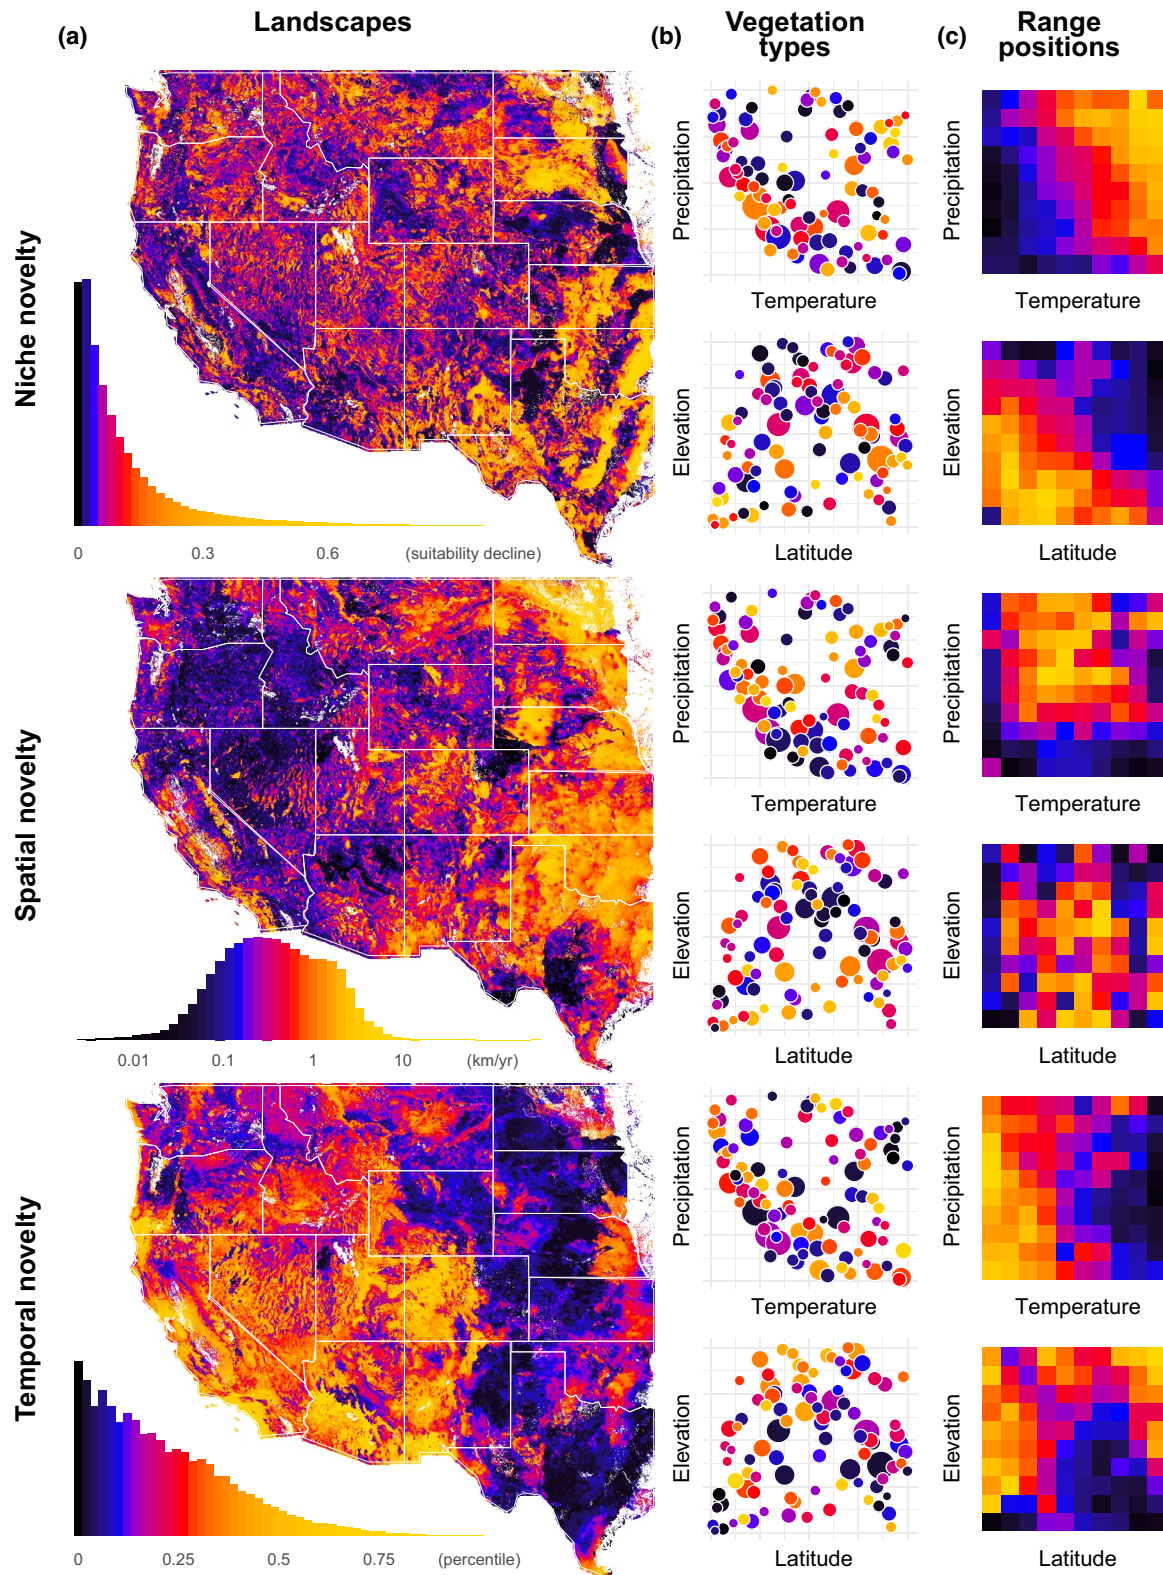 (a)
Landscapes
(b)
Vegetation
types
(c)
Range
positions
Niche novelty
0
0.3
0.6
(suitability decline)
Precipitation
Temperature
Precipitation
Temperature
Elevation
Latitude
Elevation
Latitude
Spatial novelty
0.01
0.1
1
10
(km/yr)
Precipitation
Temperature
Precipitation
Temperature
Elevation
Latitude
Elevation
Latitude
Temporal novelty
0
0.25
0.5
0.75
(percentile)
Precipitation
Temperature
Precipitation
Temperature
Elevation
Latitude
Elevation
Latitude